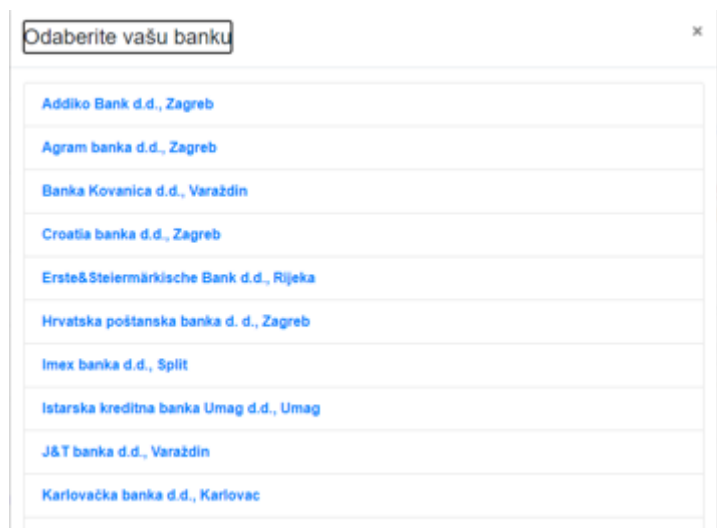 Odaberite vašu banku
×
Addiko Bank d.d., Zagreb
Agram banka d.d., Zagreb
Banka Kovanica d.d., Varaždin
Croatia banka d.d., Zagreb
Erste&Steiermärkische Bank d.d., Rijeka
Hrvatska poštanska banka d. d., Zagreb
Imex banka d.d., Split
Istarska kreditna banka Umag d.d., Umag
J&T banka d.d., Varaždin
Karlovačka banka d.d., Karlovac